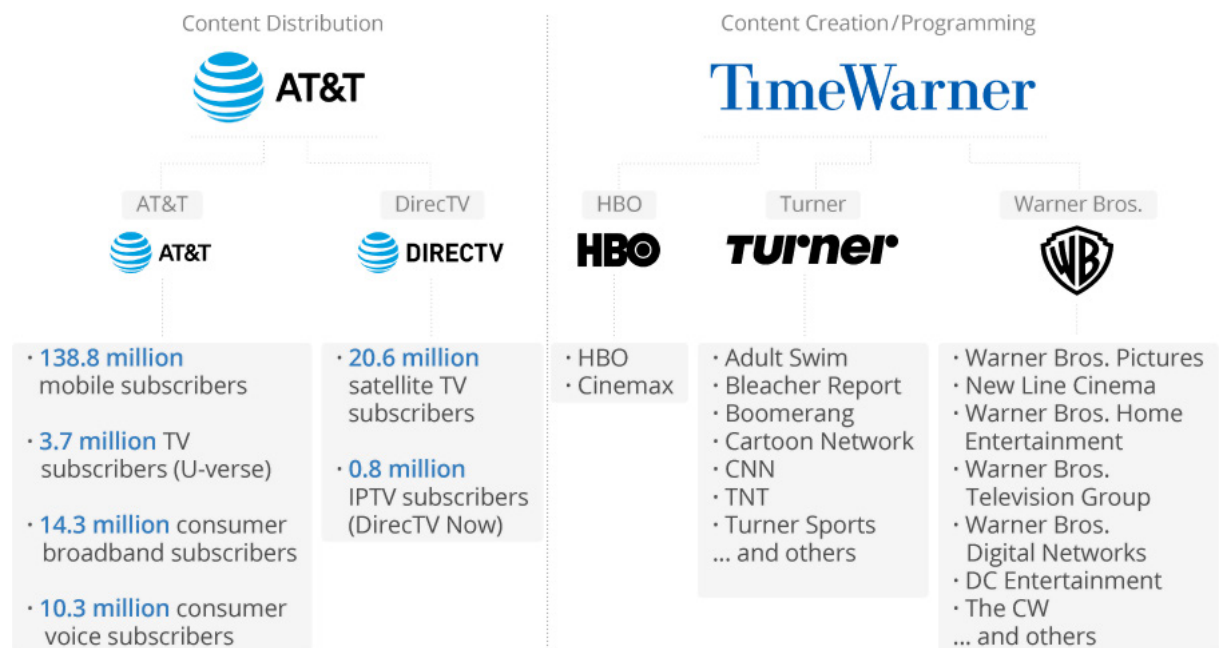 Content Distribution
AT&T
AT&T
AT&T
· 138.8 million
mobile subscribers
· 3.7 million TV
subscribers (U-verse)
· 14.3 million consumer
broadband subscribers
· 10.3 million consumer
voice subscribers
DirecTV
DIRECTV
· 20.6 million
satellite TV
subscribers
· 0.8 million
IPTV subscribers
(DirecTV Now)
Content Creation/Programming
TimeWarner
HBO
HBO
· HBO
· Cinemax
Turner
Turner
· Adult Swim
· Bleacher Report
· Boomerang
· Cartoon Network
· CNN
· TNT
· Turner Sports
... and others
Warner Bros.
WB
· Warner Bros. Pictures
· New Line Cinema
· Warner Bros. Home
Entertainment
· Warner Bros.
Television Group
· Warner Bros.
Digital Networks
· DC Entertainment
· The CW
... and others